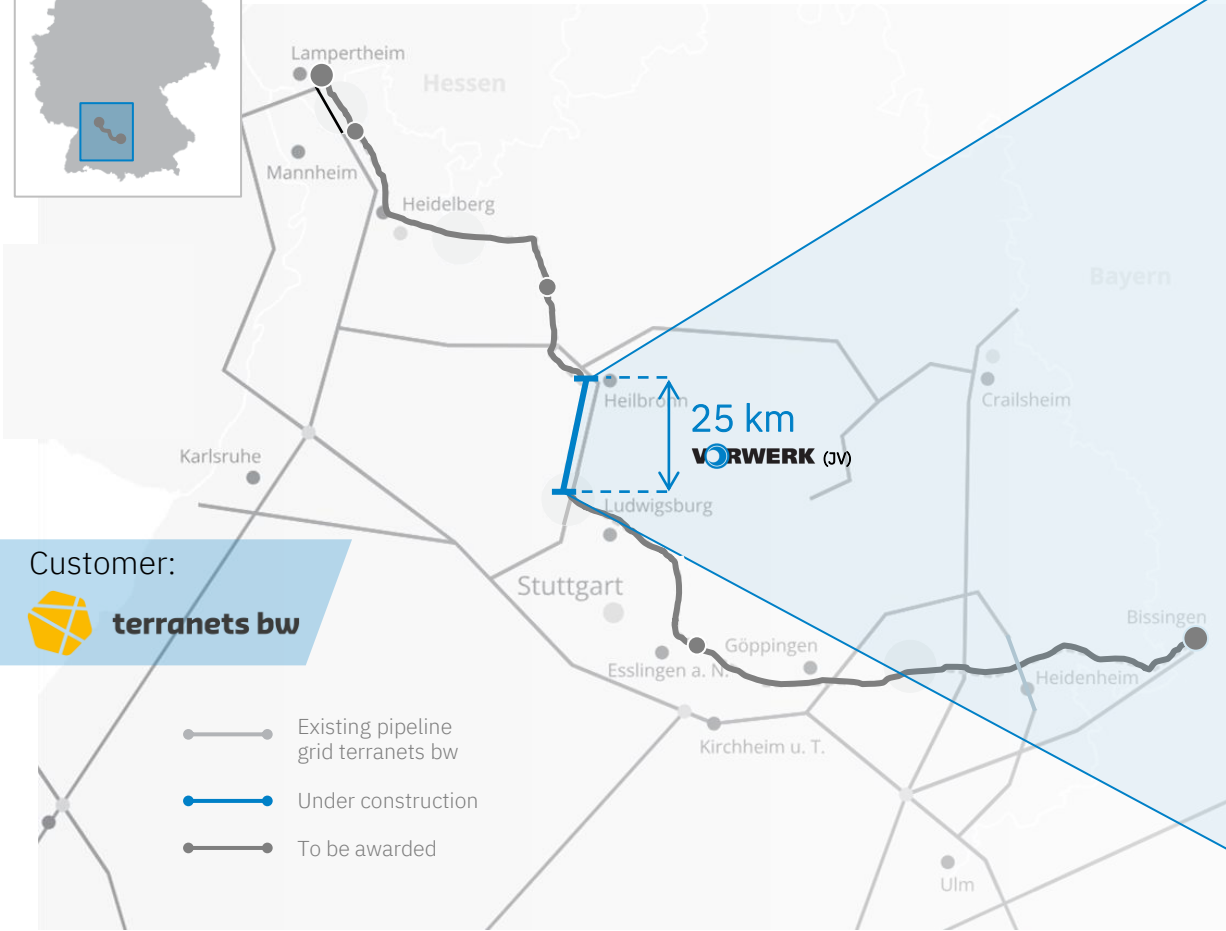 Lampertheim
Hessen
Mannheim
Heidelberg
Bayern
Heilbronn
25 km
VORWERK (JV)
Crailsheim
Karlsruhe
Ludwigsburg
Customer:
terranets bw
Stuttgart
Bissingen
Göppingen
Esslingen a. N.
Heidenheim
Kirchheim u. T.
Existing pipeline
grid terranets bw
Under construction
To be awarded
Ulm